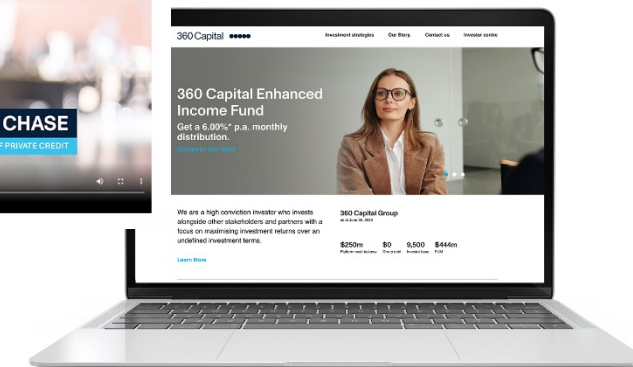 CHASE
F PRIVATE CREDIT
360 Capital
Investment strategies Our Story. Contact us Investor centre
360 Capital Enhanced
Income Fund
Get a 6.00%* p.a. monthly
distribution.
Discover the fund
We are a high conviction investor who invests
alongside other stakeholders and partners with a
focus on maximising investment returns over an
undefined investment terms.
Learn More
360 Capital Group
$250m $0 9,500 $444m